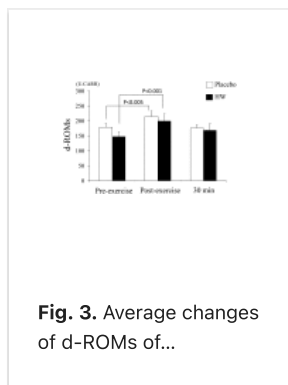 (U.CARR)
300
Placebo
P<0.001
HW
250
P<0.005
200
150
100
50
0
d-ROMs
Pre-exercise Post-exercise 30 min
Fig. 3. Average changes
of d-ROMs of...